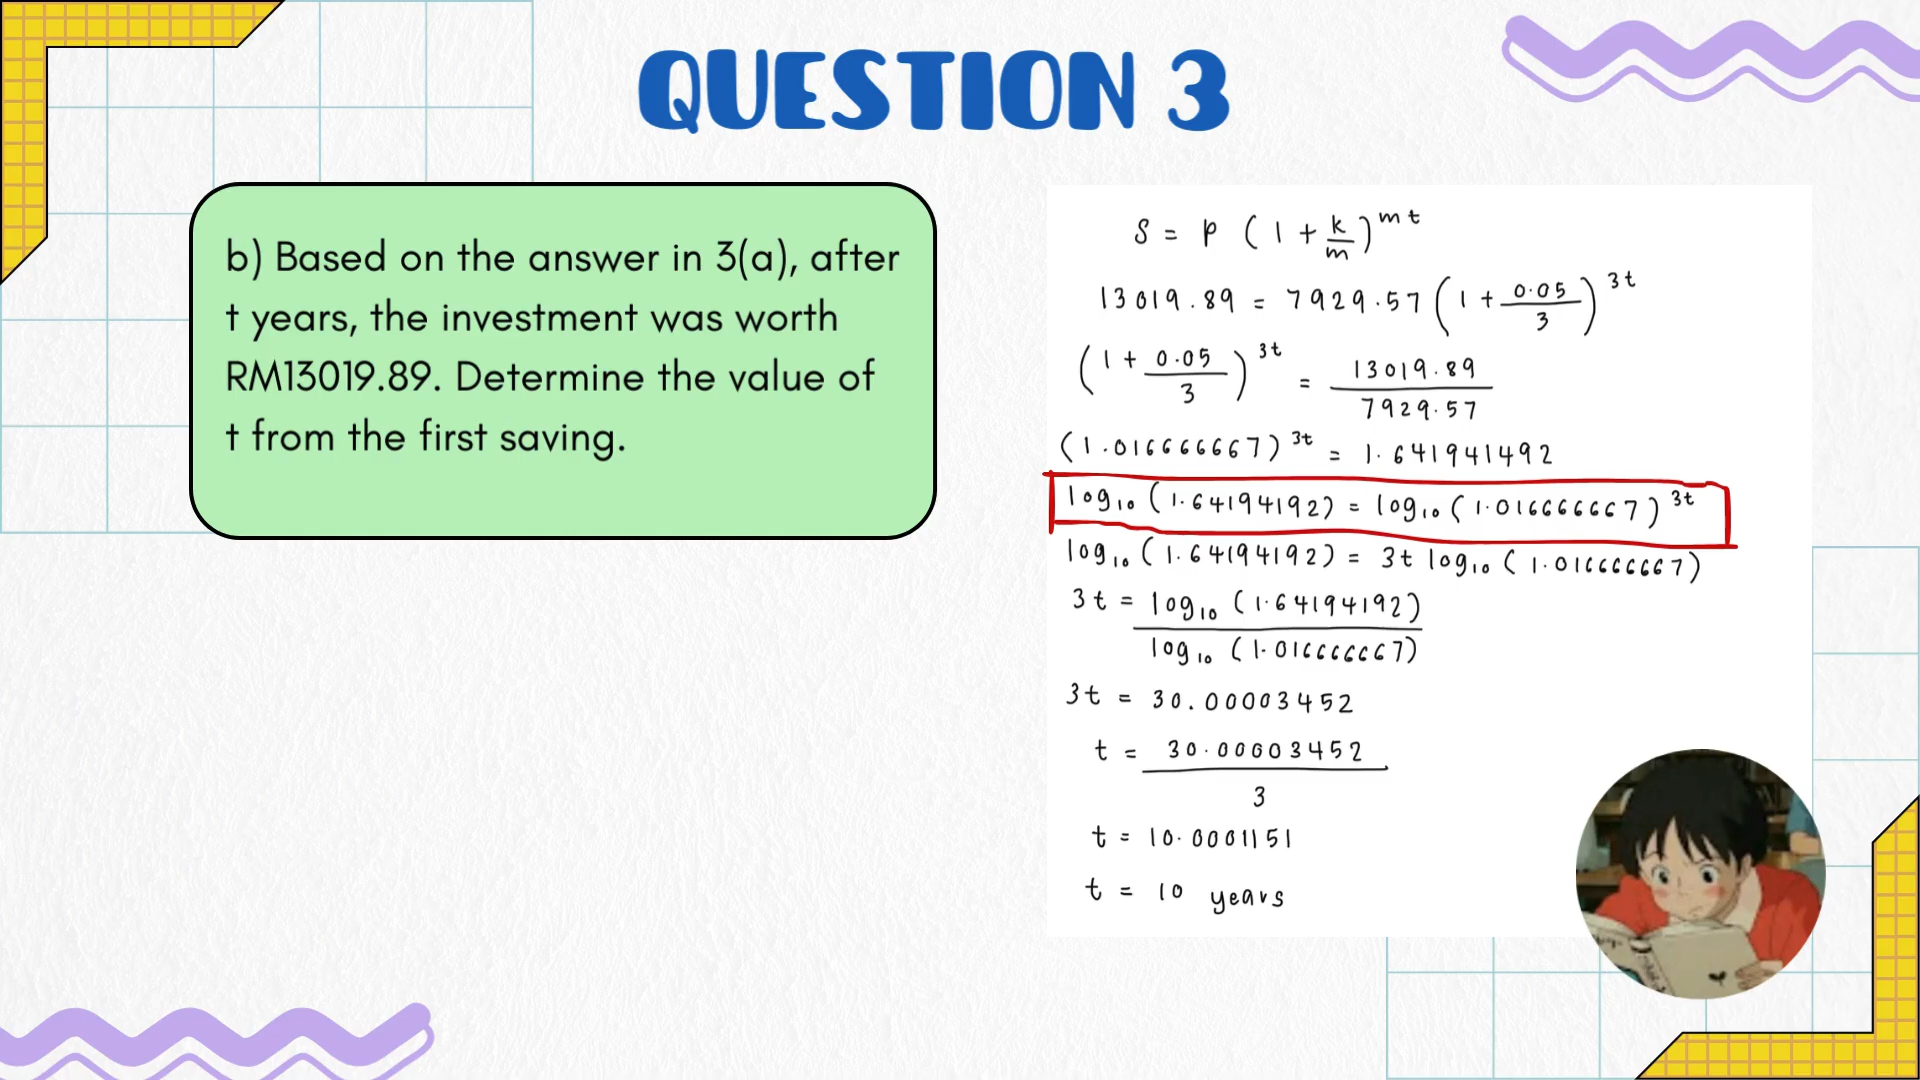 QUESTION 3
b) Based on the answer in 3(a), after
t years, the investment was worth
RM13019.89. Determine the value of
t from the first saving.
S = P (1 + k/m)^mt
13019.89 = 7929.57 (1 + 0.05/3)^3t
(1 + 0.05/3)^3t = 13019.89/7929.57
(1.016666667)^3t = 1.641941492
log₁₀ (1.64194192) = log₁₀ (1.016666667)^3t
log₁₀ (1.64194192) = 3t log₁₀ (1.016666667)
3t = log₁₀ (1.64194192)/log₁₀ (1.016666667)
3t = 30.00003452
t = 30.00003452/3
t = 10.0001151
t = 10 years